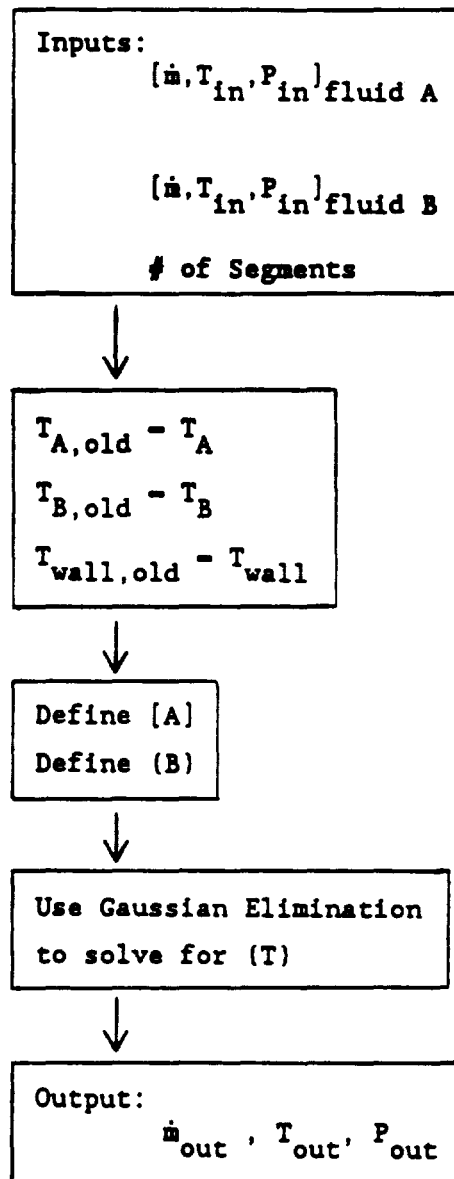 Inputs:
[ṁ,T_in,P_in]fluid A
[ṁ,T_in,P_in]fluid B
# of Segments
T_A,old = T_A
T_B,old = T_B
T_wall,old = T_wall
Define [A]
Define (B)
Use Gaussian Elimination
to solve for (T)
Output:
ṁ_out , T_out, P_out